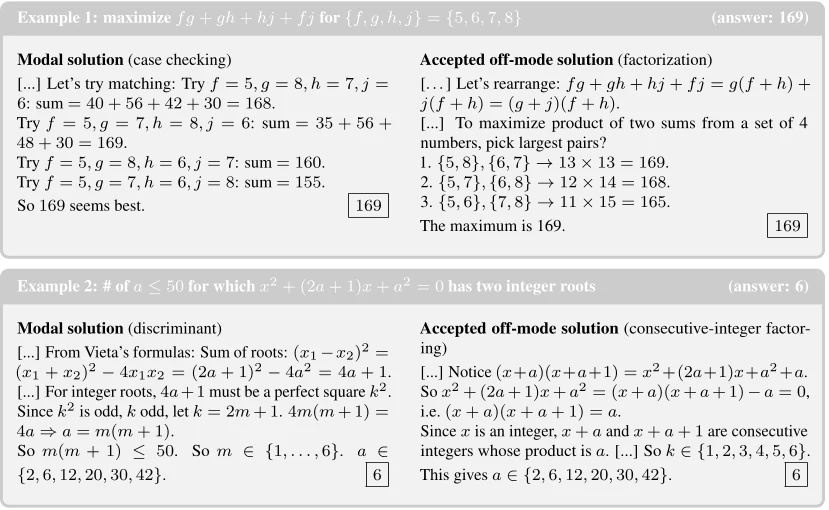 Example 1: maximize fg + gh + hj + fj for {f, g, h, j} = {5, 6, 7, 8} (answer: 169)
Modal solution (case checking)
[...] Let's try matching: Try f = 5, g = 8, h = 7, j =
6: sum = 40 + 56 + 42 + 30 = 168.
Try f = 5, g = 7, h = 8, j = 6: sum = 35 + 56 +
48 + 30 = 169.
Try f = 5, g = 8, h = 6, j = 7: sum = 160.
Try f = 5, g = 7, h = 6, j = 8: sum = 155.
So 169 seems best. 169
Accepted off-mode solution (factorization)
[...] Let's rearrange: fg + gh + hj + fj = g(f + h) +
j(f + h) = (g + j)(f + h).
[...] To maximize product of two sums from a set of 4
numbers, pick largest pairs?
1. {5, 8}, {6, 7} → 13 × 13 = 169.
2. {5, 7}, {6, 8} → 12 × 14 = 168.
3. {5, 6}, {7, 8} → 11 × 15 = 165.
The maximum is 169. 169
Example 2: # of a ≤ 50 for which x² + (2a + 1)x + a² = 0 has two integer roots (answer: 6)
Modal solution (discriminant)
[...] From Vieta's formulas: Sum of roots: (x₁ − x₂)² =
(x₁ + x₂)² − 4x₁x₂ = (2a + 1)² − 4a² = 4a + 1.
[...] For integer roots, 4a+1 must be a perfect square k².
Since k² is odd, k odd, let k = 2m + 1. 4m(m + 1) =
4a ⇒ a = m(m + 1).
So m(m + 1) ≤ 50. So m ∈ {1, . . . , 6}. a ∈
{2, 6, 12, 20, 30, 42}. 6
Accepted off-mode solution (consecutive-integer factor-
ing)
[...] Notice (x+a)(x+a+1) = x²+(2a+1)x+a²+a.
So x² + (2a + 1)x + a² = (x + a)(x + a + 1) − a = 0,
i.e. (x + a)(x + a + 1) = a.
Since x is an integer, x + a and x + a + 1 are consecutive
integers whose product is a. [...] So k ∈ {1, 2, 3, 4, 5, 6}.
This gives a ∈ {2, 6, 12, 20, 30, 42}. 6